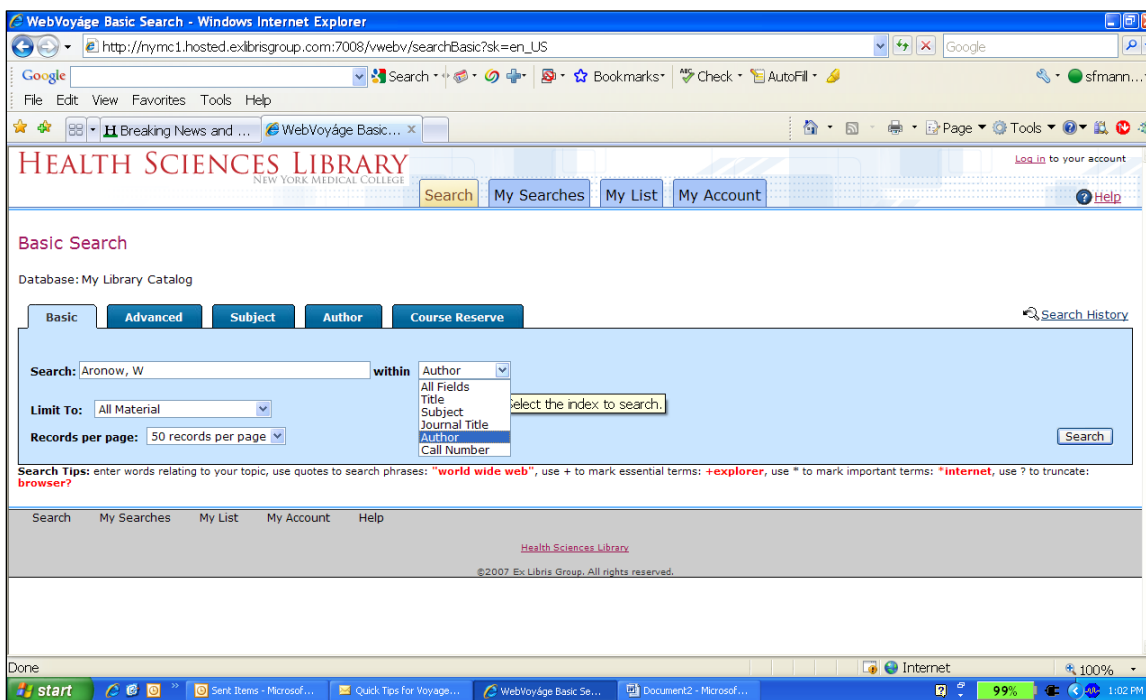 WebVoyáge Basic Search - Windows Internet Explorer
http://nymc1.hosted.exlibrisgroup.com:7008/vwebv/searchBasic?sk=en_US
Google
Google
Search
Bookmarks
Check
AutoFill
sfmann...
File Edit View Favorites Tools Help
Breaking News and ...
WebVoyáge Basic...
Page
Tools
HEALTH SCIENCES LIBRARY
NEW YORK MEDICAL COLLEGE
Log in to your account
Search My Searches My List My Account
Help
Basic Search
Database: My Library Catalog
Basic Advanced Subject Author Course Reserve
Search History
Search: Aronow, W within Author
All Fields
Title
Subject
Journal Title
Author
Call Number
Select the index to search.
Limit To: All Material
Records per page: 50 records per page
Search
Search Tips: enter words relating to your topic, use quotes to search phrases: "world wide web", use + to mark essential terms: +explorer, use * to mark important terms: *internet, use ? to truncate:
browser?
Search My Searches My List My Account Help
Health Sciences Library
©2007 Ex Libris Group. All rights reserved.
Done
Internet
100%
start
Sent Items - Microsof...
Quick Tips for Voyage...
WebVoyáge Basic Se...
Document2 - Microsof...
99%
1:02 PM